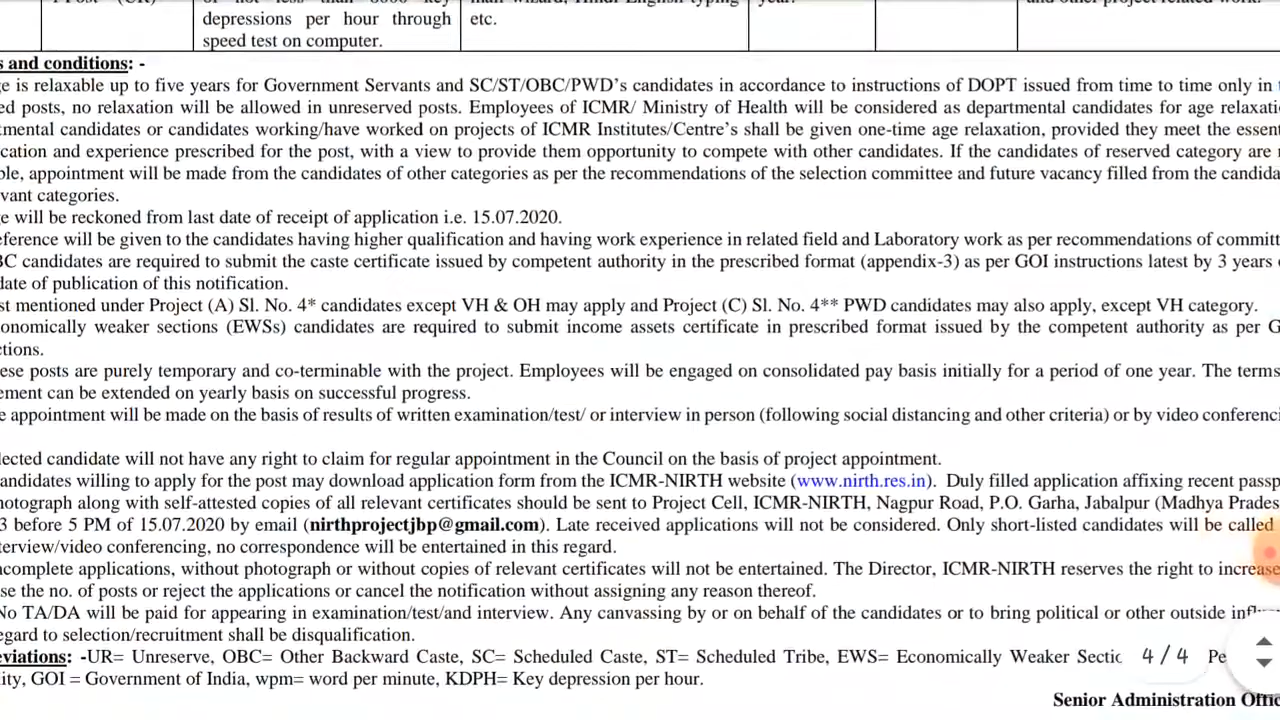 depressions per hour through
etc.
speed test on computer.
s and conditions: -
ge is relaxable up to five years for Government Servants and SC/ST/OBC/PWD's candidates in accordance to instructions of DOPT issued from time to time only in
ed posts, no relaxation will be allowed in unreserved posts. Employees of ICMR/ Ministry of Health will be considered as departmental candidates for age relaxati
tmental candidates or candidates working/have worked on projects of ICMR Institutes/Centre's shall be given one-time age relaxation, provided they meet the essen
cation and experience prescribed for the post, with a view to provide them opportunity to compete with other candidates. If the candidates of reserved category are
ble, appointment will be made from the candidates of other categories as per the recommendations of the selection committee and future vacancy filled from the candida
vant categories.
ge will be reckoned from last date of receipt of application i.e. 15.07.2020.
eference will be given to the candidates having higher qualification and having work experience in related field and Laboratory work as per recommendations of committ
BC candidates are required to submit the caste certificate issued by competent authority in the prescribed format (appendix-3) as per GOI instructions latest by 3 years
date of publication of this notification.
st mentioned under Project (A) Sl. No. 4* candidates except VH & OH may apply and Project (C) Sl. No. 4** PWD candidates may also apply, except VH category.
onomically weaker sections (EWSs) candidates are required to submit income assets certificate in prescribed format issued by the competent authority as per G
ctions.
ese posts are purely temporary and co-terminable with the project. Employees will be engaged on consolidated pay basis initially for a period of one year. The terms
ement can be extended on yearly basis on successful progress.
e appointment will be made on the basis of results of written examination/test/ or interview in person (following social distancing and other criteria) or by video conferenci
lected candidate will not have any right to claim for regular appointment in the Council on the basis of project appointment.
andidates willing to apply for the post may download application form from the ICMR-NIRTH website (www.nirth.res.in). Duly filled application affixing recent passp
hotograph along with self-attested copies of all relevant certificates should be sent to Project Cell, ICMR-NIRTH, Nagpur Road, P.O. Garha, Jabalpur (Madhya Prades
3 before 5 PM of 15.07.2020 by email (nirthprojectjbp@gmail.com). Late received applications will not be considered. Only short-listed candidates will be called
terview/video conferencing, no correspondence will be entertained in this regard.
ncomplete applications, without photograph or without copies of relevant certificates will not be entertained. The Director, ICMR-NIRTH reserves the right to increase
se the no. of posts or reject the applications or cancel the notification without assigning any reason thereof.
No TA/DA will be paid for appearing in examination/test/and interview. Any canvassing by or on behalf of the candidates or to bring political or other outside
egard to selection/recruitment shall be disqualification.
eviations: -UR= Unreserve, OBC= Other Backward Caste, SC= Scheduled Caste, ST= Scheduled Tribe, EWS= Economically Weaker Sectic 4 / 4 Pe
ity, GOI = Government of India, wpm= word per minute, KDPH= Key depression per hour.
Senior Administration Offic